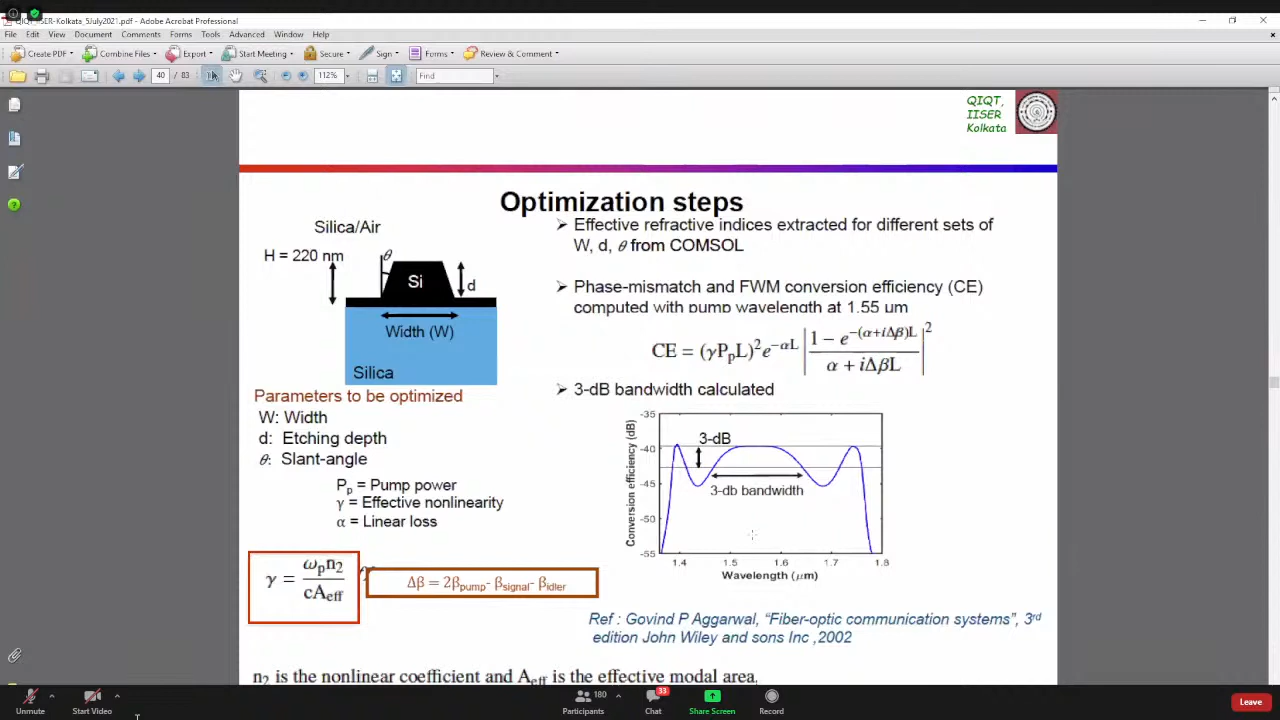 QIQT_IISER-Kolkata_5July2021.pdf - Adobe Acrobat Professional
File Edit View Document Comments Forms Tools Advanced Window Help
Create PDF Combine Files Export Start Meeting Secure Sign Forms Review & Comment
40 / 83 112% Find
QIQT,
IISER
Kolkata
Optimization steps
Silica/Air
H = 220 nm
θ
Si
d
Width (W)
Silica
Parameters to be optimized
W: Width
d: Etching depth
θ: Slant-angle
Pp = Pump power
γ = Effective nonlinearity
α = Linear loss
γ = ωpn2 / cAeff
Δβ = 2βpump- βsignal- βidler
➢ Effective refractive indices extracted for different sets of
W, d, θ from COMSOL
➢ Phase-mismatch and FWM conversion efficiency (CE)
computed with pump wavelength at 1.55 um
CE = (γPpL)²e^−αL |1 − e^−(α+iΔβ)L / α + iΔβL|²
➢ 3-dB bandwidth calculated
Conversion efficiency (dB)
-35
-40
-45
-50
-55
3-dB
3-db bandwidth
1.4 1.5 1.6 1.7 1.8
Wavelength (μm)
Ref : Govind P Aggarwal, “Fiber-optic communication systems”, 3rd
edition John Wiley and sons Inc ,2002
n2 is the nonlinear coefficient and Aeff is the effective modal area.
Unmute Start Video Participants 180 Chat 33 Share Screen Record Leave